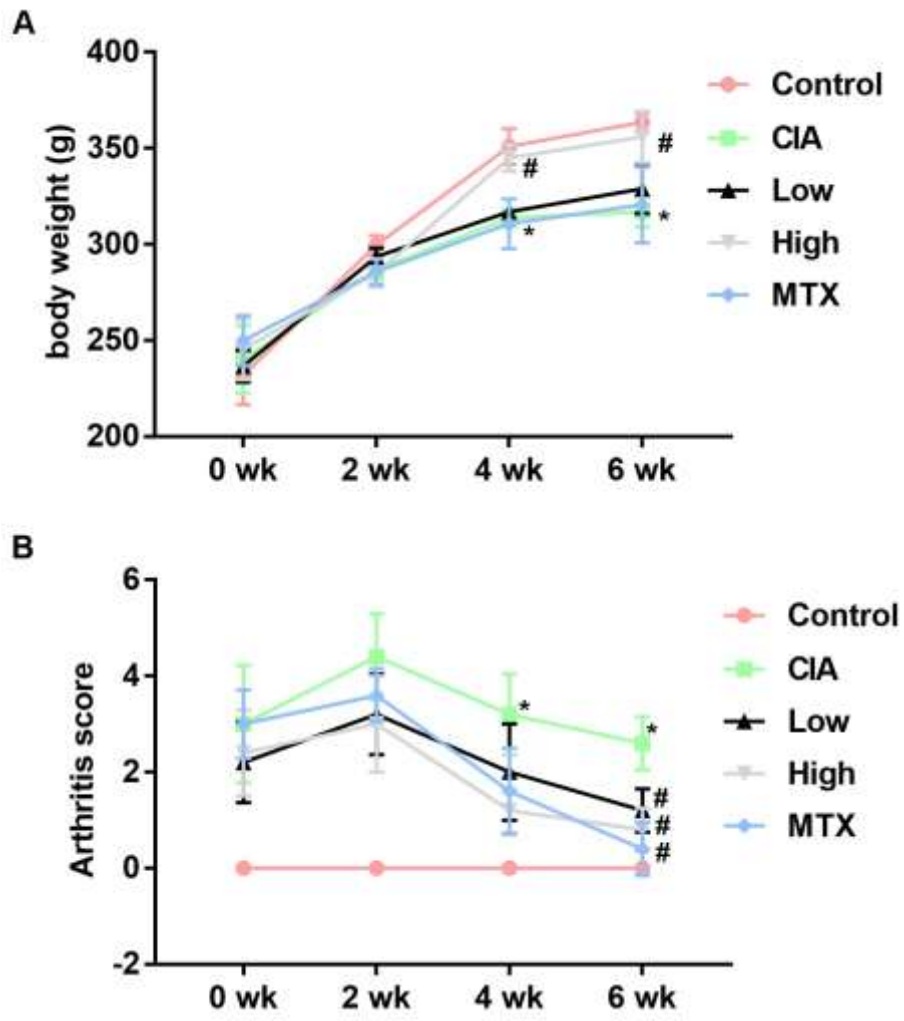 A
body weight (g)
400
350
300
250
200
0 wk 2 wk 4 wk 6 wk
#
*
#
*
Control
CIA
Low
High
MTX
B
Arthritis score
6
4
2
0
-2
0 wk 2 wk 4 wk 6 wk
*
*
#
#
#
Control
CIA
Low
High
MTX